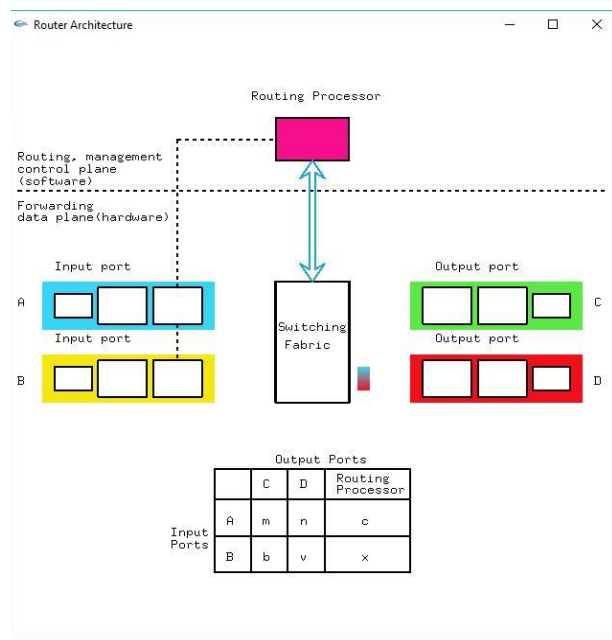 Router Architecture
Routing Processor
Routing, management
control plane
(software)
Forwarding
data plane(hardware)
Input port
Output port
A
C
Switching
Fabric
Input port
Output port
B
D
Output Ports
C D Routing
Processor
Input
Ports
A m n c
B b v x